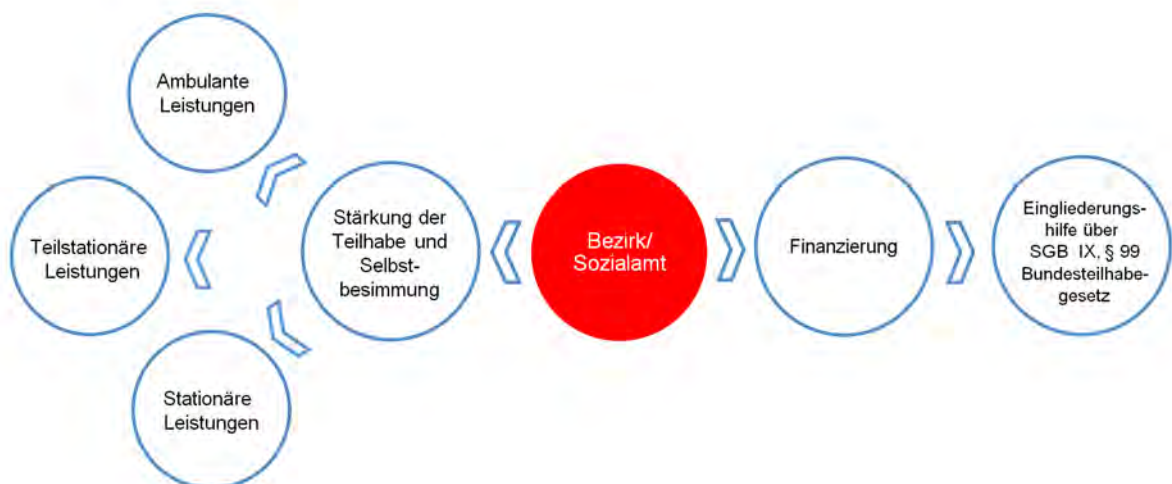 Ambulante
Leistungen
Teilstationäre
Leistungen
Stationäre
Leistungen
Stärkung der
Teilhabe und
Selbst-
besimmung
Bezirk/
Sozialamt
Finanzierung
Eingliederungs-
hilfe über
SGB IX, § 99
Bundesteilhabe-
gesetz